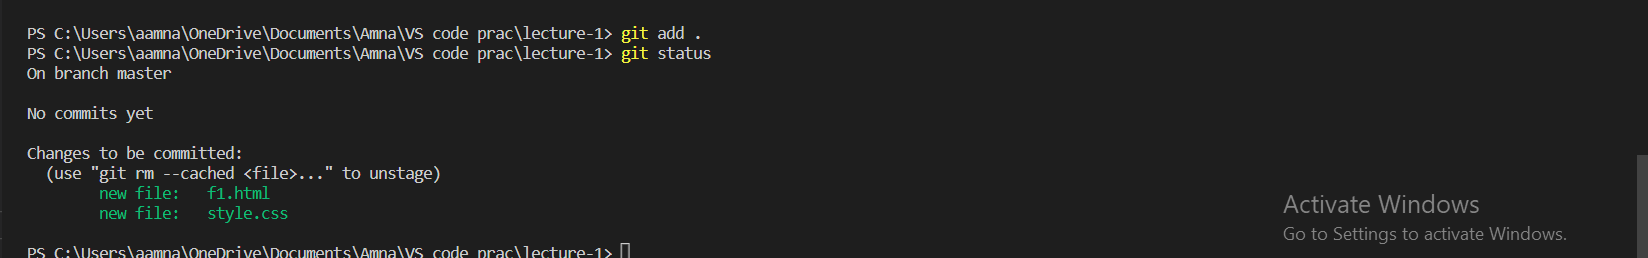 PS C:\Users\aamna\OneDrive\Documents\Amna\VS code prac\lecture-1> git add .
PS C:\Users\aamna\OneDrive\Documents\Amna\VS code prac\lecture-1> git status
On branch master
No commits yet
Changes to be committed:
  (use "git rm --cached <file>..." to unstage)
        new file:   f1.html
        new file:   style.css
PS C:\Users\aamna\OneDrive\Documents\Amna\VS code prac\lecture-1>
Activate Windows
Go to Settings to activate Windows.